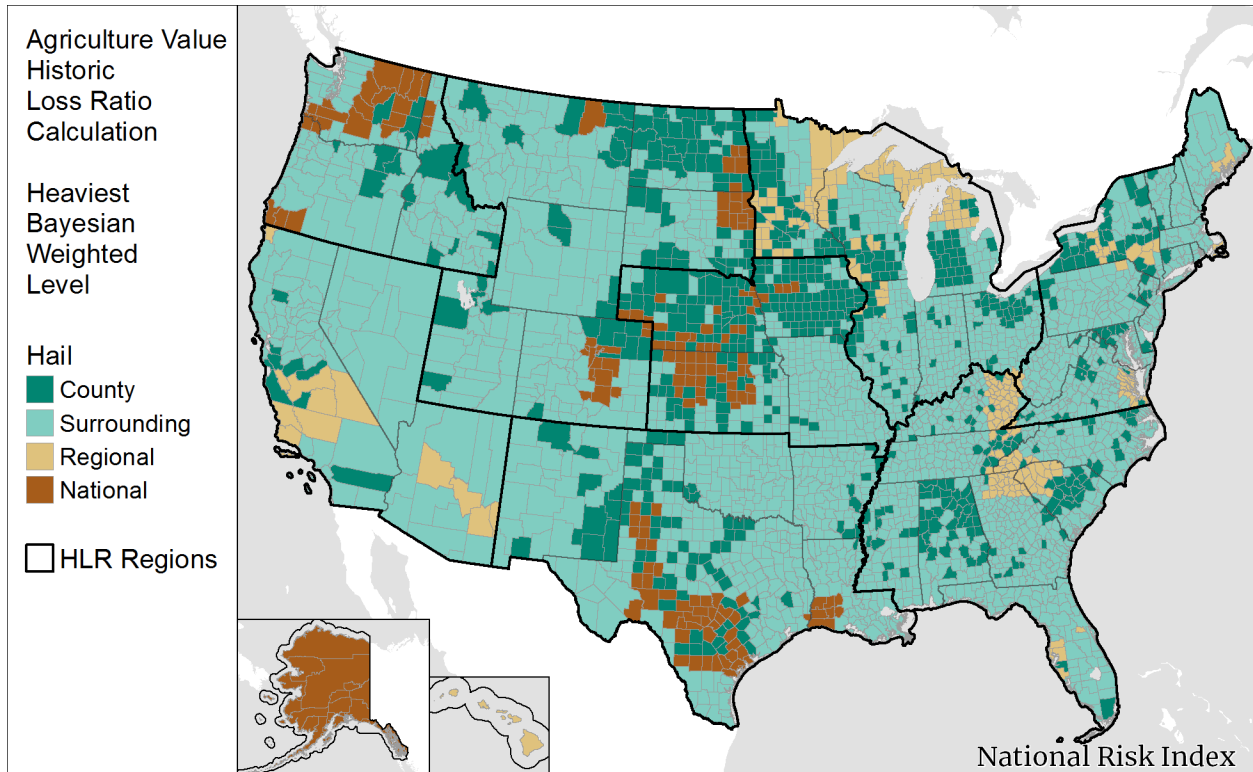 Agriculture Value
Historic
Loss Ratio
Calculation
Heaviest
Bayesian
Weighted
Level
Hail
County
Surrounding
Regional
National
HLR Regions
National Risk Index